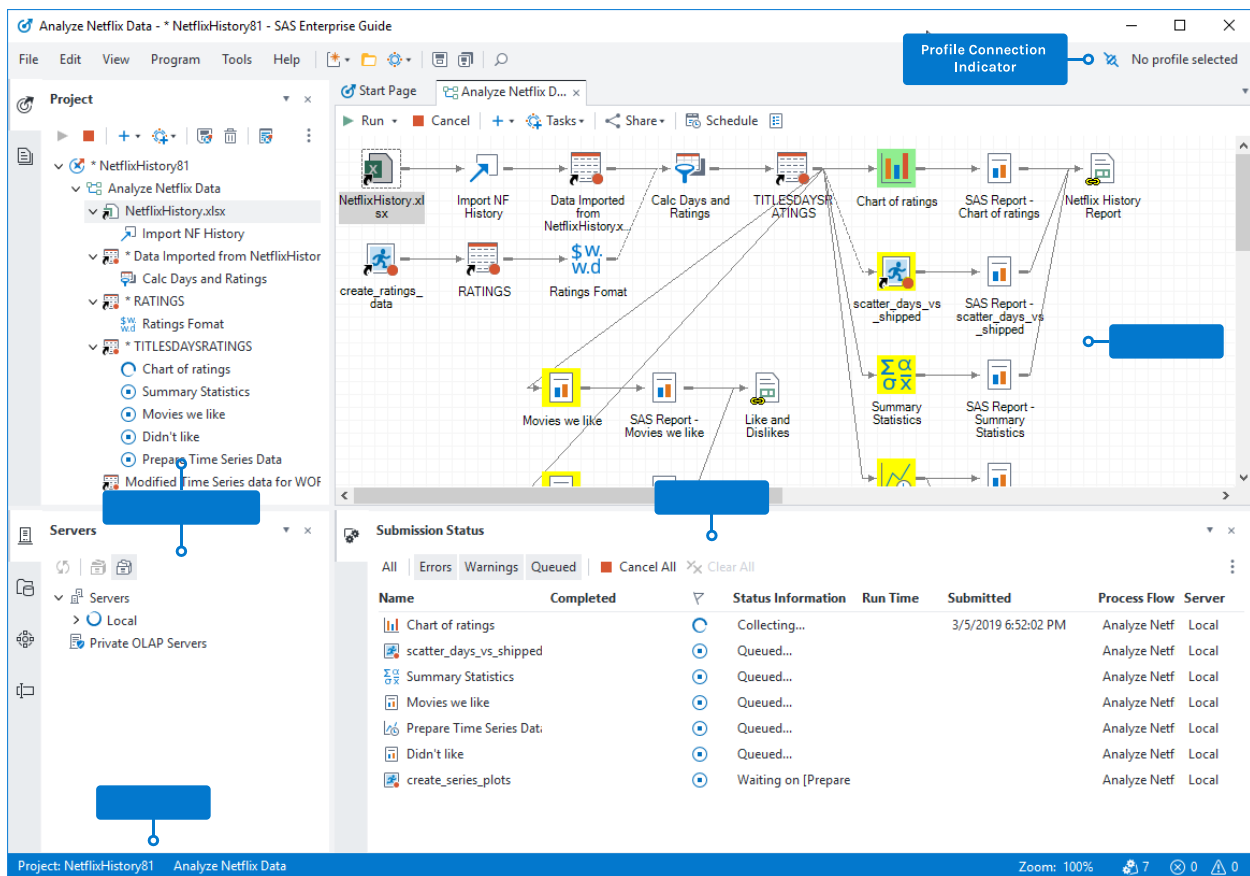 Analyze Netflix Data - * NetflixHistory81 - SAS Enterprise Guide
File Edit View Program Tools Help
Profile Connection
Indicator
No profile selected
Project
* NetflixHistory81
Analyze Netflix Data
NetflixHistory.xlsx
Import NF History
* Data Imported from NetflixHistor
Calc Days and Ratings
* RATINGS
Ratings Fomat
* TITLESDAYSRATINGS
Chart of ratings
Summary Statistics
Movies we like
Didn't like
Prepare Time Series Data
Modified Time Series data for WOF
Start Page
Analyze Netflix D...
Run Cancel Tasks Share Schedule
NetflixHistory.xl
sx
Import NF
History
Data Imported
from
NetflixHistory.x...
Calc Days and
Ratings
TITLESDAYSR
ATINGS
Chart of ratings
SAS Report -
Chart of ratings
Netflix History
Report
create_ratings_
data
RATINGS
$w.
w.d
Ratings Fomat
scatter_days_vs
_shipped
SAS Report -
scatter_days_vs
_shipped
Movies we like
SAS Report -
Movies we like
Like and
Dislikes
Σ α
σ x
Summary
Statistics
SAS Report -
Summary
Statistics
Servers
Servers
Local
Private OLAP Servers
Submission Status
All Errors Warnings Queued Cancel All Clear All
Name Completed Status Information Run Time Submitted Process Flow Server
Chart of ratings Collecting... 3/5/2019 6:52:02 PM Analyze Netf Local
scatter_days_vs_shipped Queued... Analyze Netf Local
Summary Statistics Queued... Analyze Netf Local
Movies we like Queued... Analyze Netf Local
Prepare Time Series Data Queued... Analyze Netf Local
Didn't like Queued... Analyze Netf Local
create_series_plots Waiting on [Prepare Analyze Netf Local
Project: NetflixHistory81 Analyze Netflix Data Zoom: 100% 7 0 0